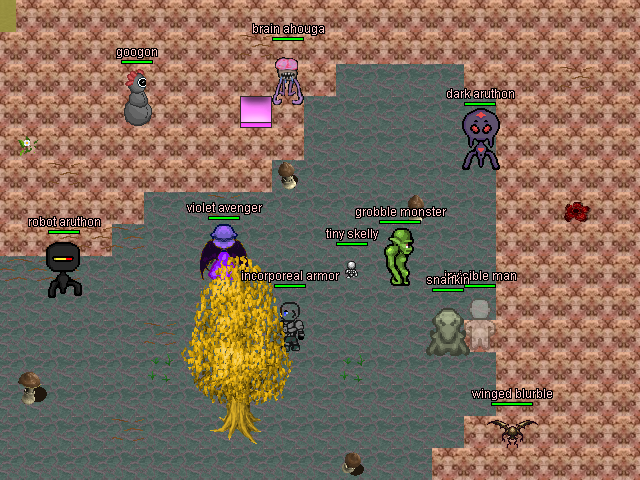 brain ahouga
googon
dark aruthon
violet avenger
grobble monster
robot aruthon
tiny skelly
incorporeal armor
invisible man
snarikin
winged blurble